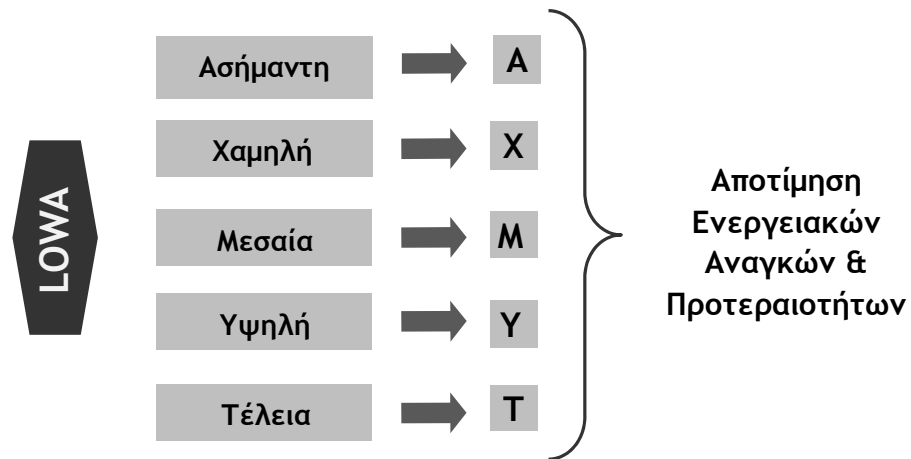 LOWA
Ασήμαντη
Α
Χαμηλή
Χ
Μεσαία
Μ
Υψηλή
Υ
Τέλεια
Τ
Αποτίμηση
Ενεργειακών
Αναγκών &
Προτεραιοτήτων